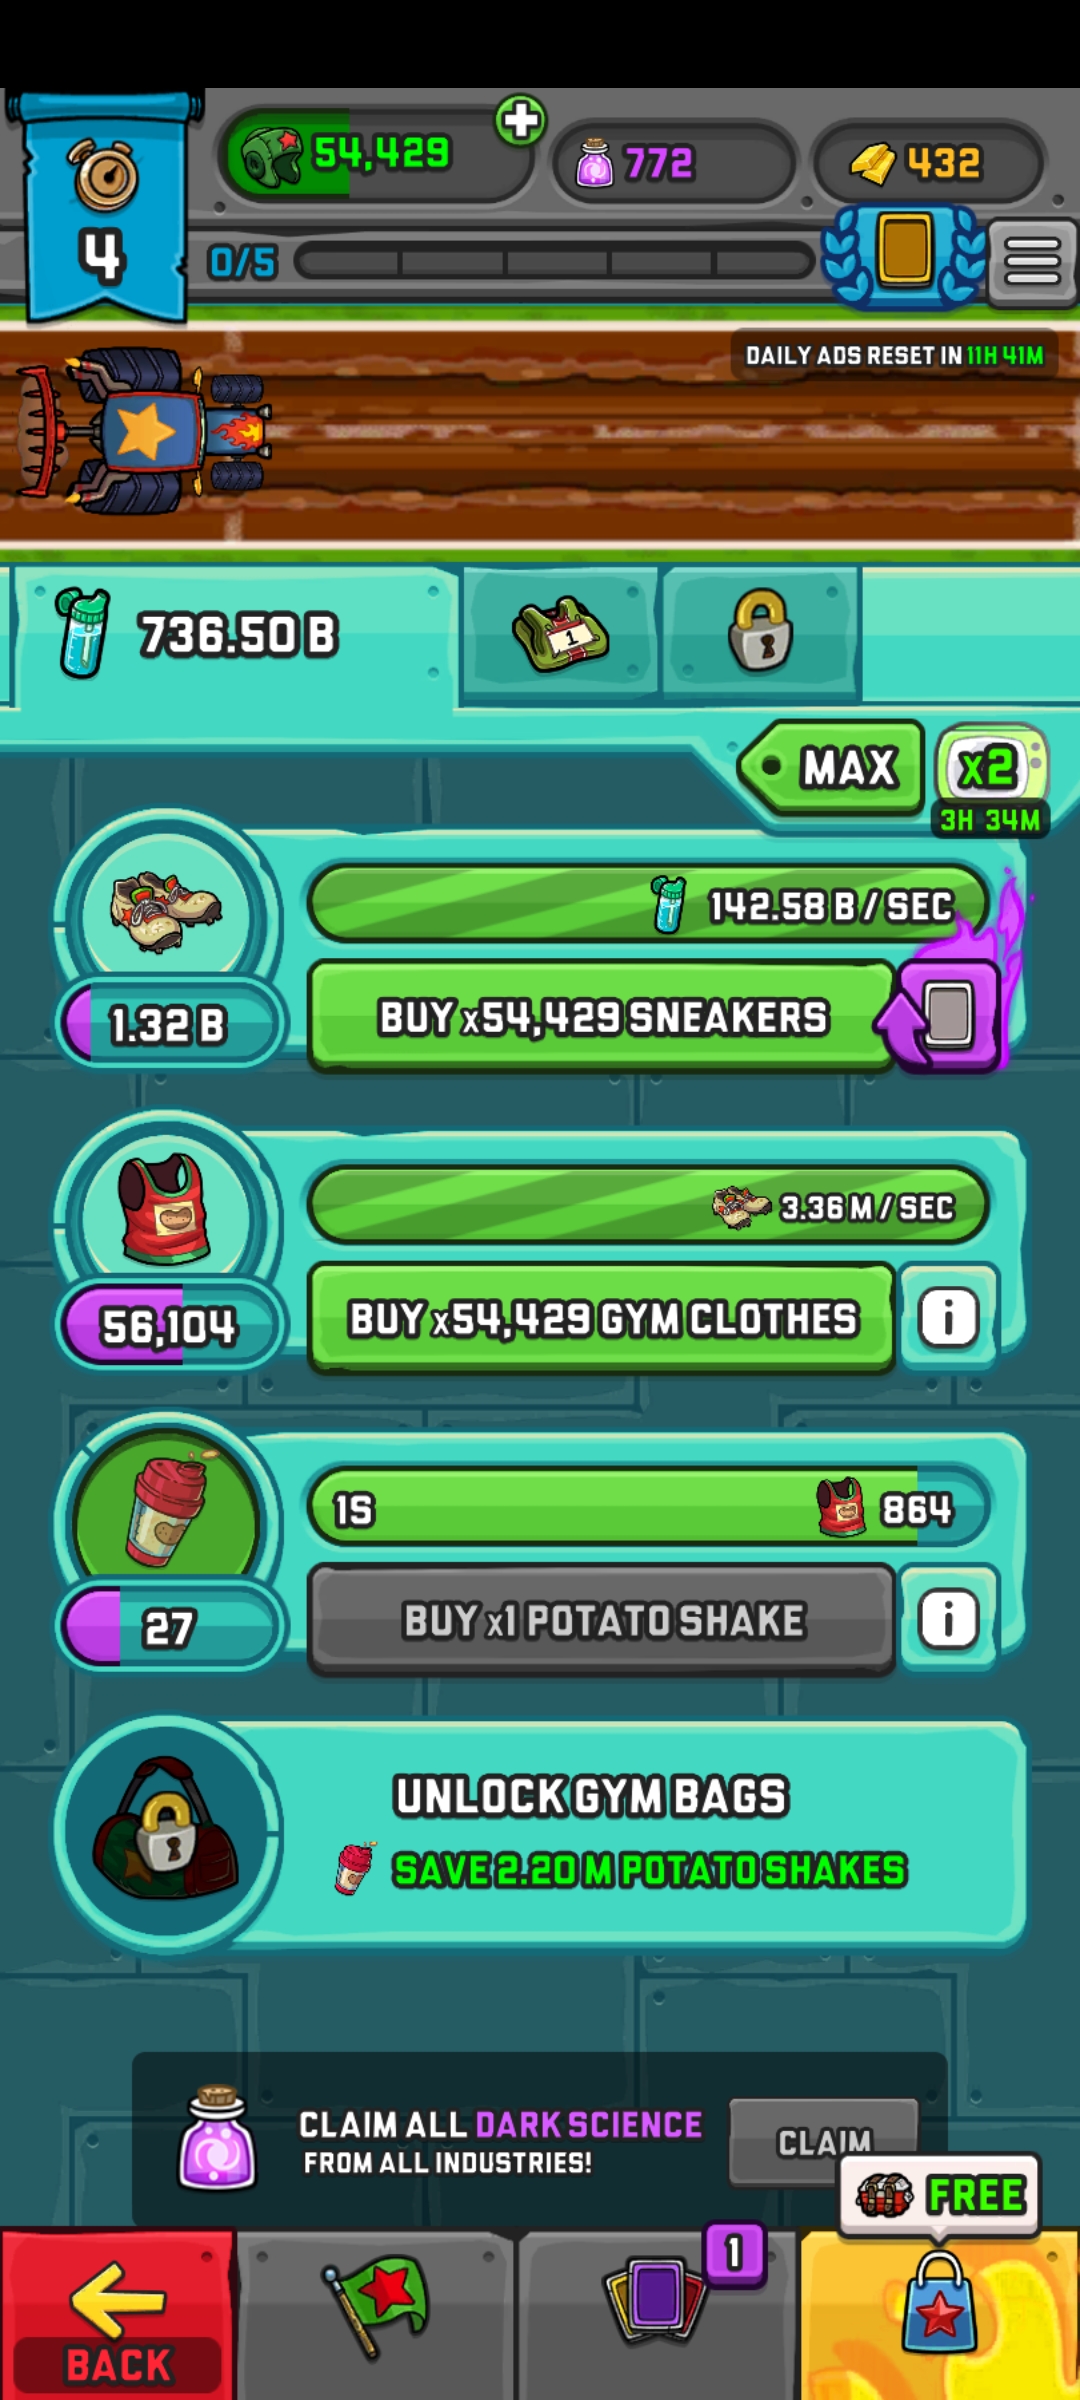 4
54,429
772
432
0/5
DAILY ADS RESET IN 11H 41M
736.50 B
1
MAX
x2
3H 34M
142.58 B / SEC
1.32 B
BUY x54,429 SNEAKERS
3.36 M / SEC
56,104
BUY x54,429 GYM CLOTHES
i
1S
864
27
BUY x1 POTATO SHAKE
i
UNLOCK GYM BAGS
SAVE 2.20 M POTATO SHAKES
CLAIM ALL DARK SCIENCE
FROM ALL INDUSTRIES!
CLAIM
FREE
1
BACK